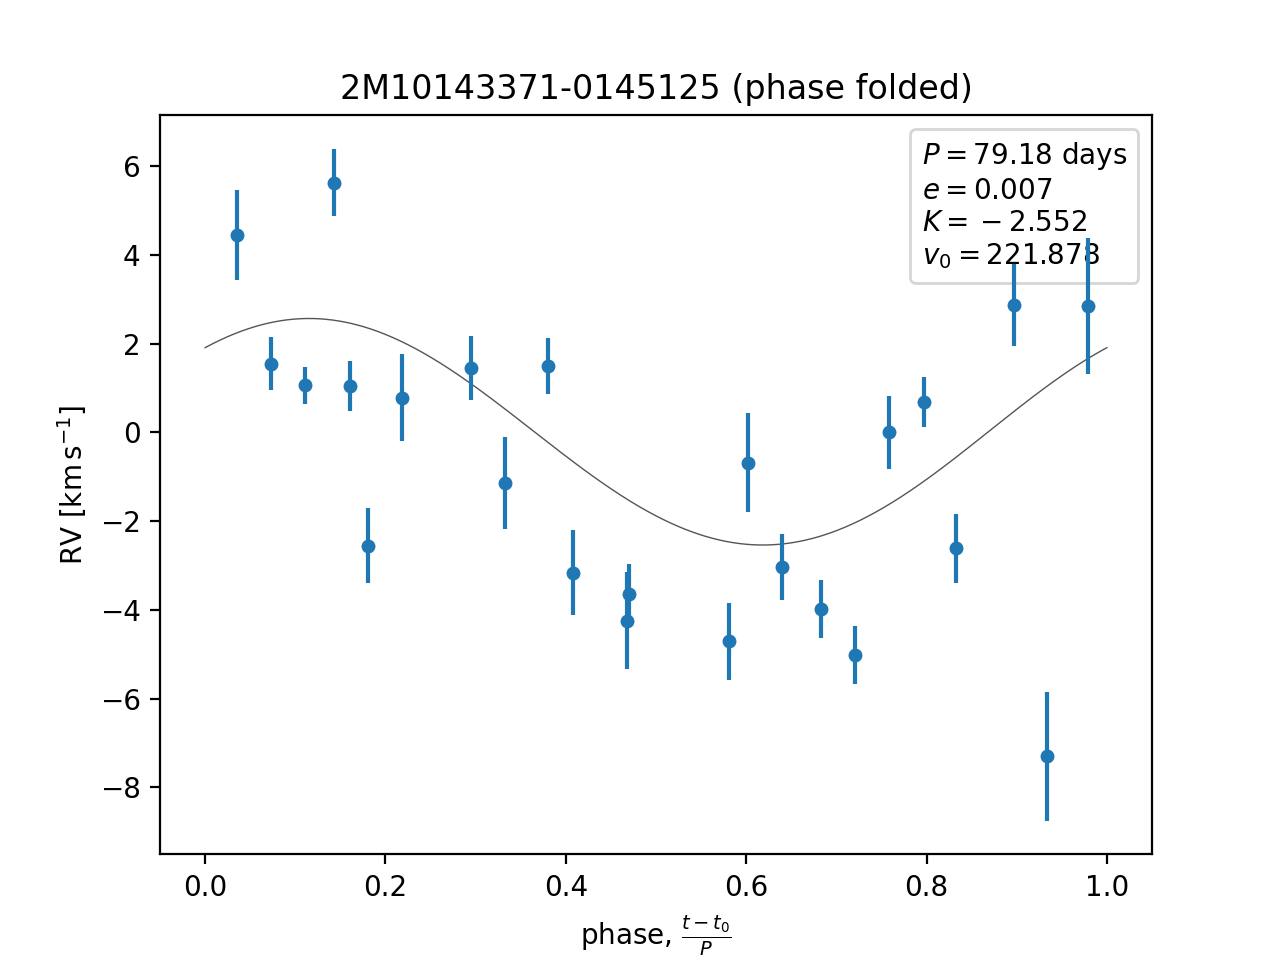 2M10143371-0145125 (phase folded)
P = 79.18 days
e = 0.007
K = −2.552
v₀ = 221.878
RV [km s⁻¹]
6
4
2
0
−2
−4
−6
−8
0.0 0.2 0.4 0.6 0.8 1.0
phase, (t − t₀)/P